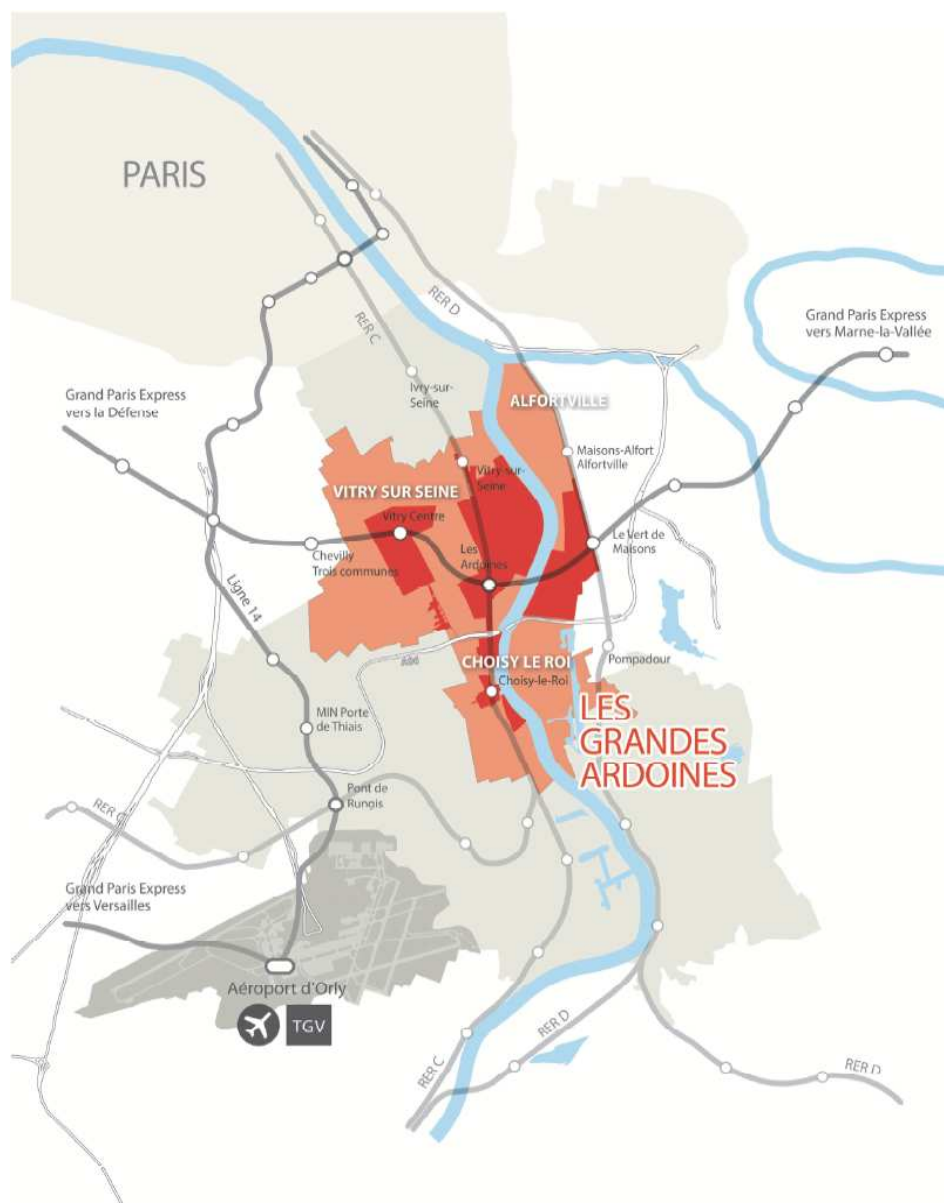 PARIS
RER D
RER C
Grand Paris Express
vers Marne-la-Vallée
Ivry-sur-
Seine
Grand Paris Express
vers la Défense
ALFORTVILLE
Maisons-Alfort
Alfortville
Vitry-sur-
Seine
VITRY SUR SEINE
Vitry Centre
Le Vert de
Maisons
Chevilly
Trois communes
Les
Ardoines
Ligne 14
A86
CHOISY LE ROI
Choisy-le-Roi
Pompadour
LES
GRANDES
ARDOINES
MIN Porte
de Thiais
Pont de
Rungis
RER C
Grand Paris Express
vers Versailles
Aéroport d'Orly
TGV
RER C
RER D
RER D